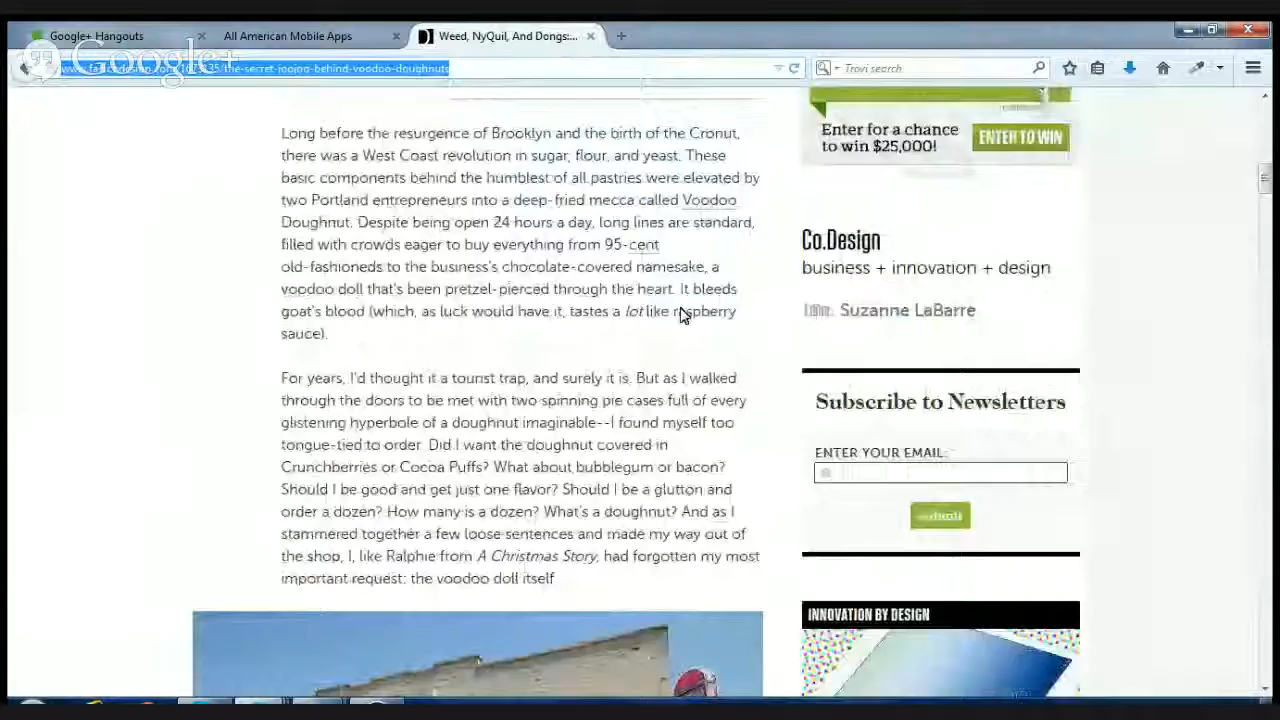 Google+ Hangouts
All American Mobile Apps
Weed, NyQuil, And Dongs:...
Google+
Trovi search
Long before the resurgence of Brooklyn and the birth of the Cronut,
there was a West Coast revolution in sugar, flour, and yeast. These
basic components behind the humblest of all pastries were elevated by
two Portland entrepreneurs into a deep-fried mecca called Voodoo
Doughnut. Despite being open 24 hours a day, long lines are standard,
filled with crowds eager to buy everything from 95-cent
old-fashioneds to the business's chocolate-covered namesake, a
voodoo doll that's been pretzel-pierced through the heart. It bleeds
goat's blood (which, as luck would have it, tastes a lot like raspberry
sauce).
For years, I'd thought it a tourist trap, and surely it is. But as I walked
through the doors to be met with two spinning pie cases full of every
glistening hyperbole of a doughnut imaginable--I found myself too
tongue-tied to order. Did I want the doughnut covered in
Crunchberries or Cocoa Puffs? What about bubblegum or bacon?
Should I be good and get just one flavor? Should I be a glutton and
order a dozen? How many is a dozen? What's a doughnut? And as I
stammered together a few loose sentences and made my way out of
the shop, I, like Ralphie from A Christmas Story, had forgotten my most
important request: the voodoo doll itself
Enter for a chance
to win $25,000!
ENTER TO WIN
Co.Design
business + innovation + design
Suzanne LaBarre
Subscribe to Newsletters
ENTER YOUR EMAIL:
submit
INNOVATION BY DESIGN